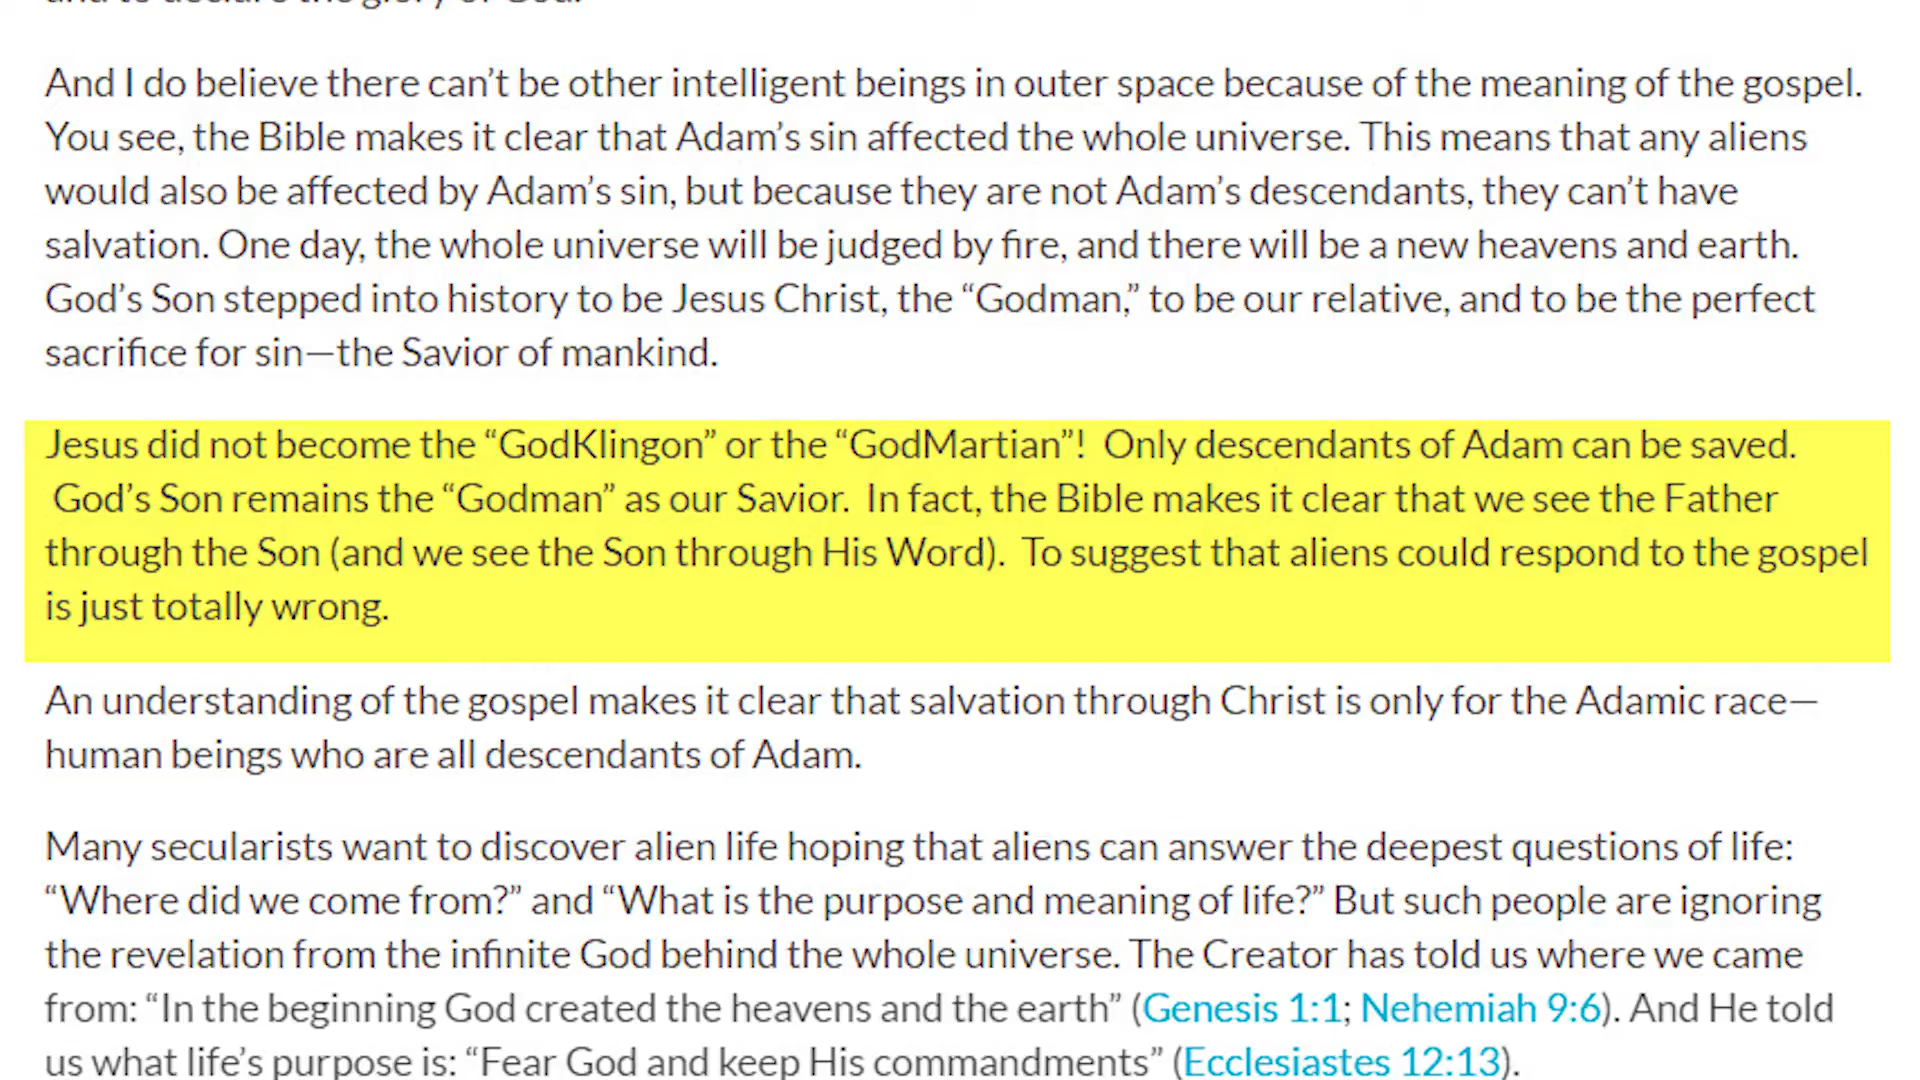 and to declare the glory of God.
And I do believe there can’t be other intelligent beings in outer space because of the meaning of the gospel.
You see, the Bible makes it clear that Adam’s sin affected the whole universe. This means that any aliens
would also be affected by Adam’s sin, but because they are not Adam’s descendants, they can’t have
salvation. One day, the whole universe will be judged by fire, and there will be a new heavens and earth.
God’s Son stepped into history to be Jesus Christ, the “Godman,” to be our relative, and to be the perfect
sacrifice for sin—the Savior of mankind.
Jesus did not become the “GodKlingon” or the “GodMartian”!  Only descendants of Adam can be saved.
God’s Son remains the “Godman” as our Savior.  In fact, the Bible makes it clear that we see the Father
through the Son (and we see the Son through His Word).  To suggest that aliens could respond to the gospel
is just totally wrong.
An understanding of the gospel makes it clear that salvation through Christ is only for the Adamic race—
human beings who are all descendants of Adam.
Many secularists want to discover alien life hoping that aliens can answer the deepest questions of life:
“Where did we come from?” and “What is the purpose and meaning of life?” But such people are ignoring
the revelation from the infinite God behind the whole universe. The Creator has told us where we came
from: “In the beginning God created the heavens and the earth” (Genesis 1:1; Nehemiah 9:6). And He told
us what life’s purpose is: “Fear God and keep His commandments” (Ecclesiastes 12:13).